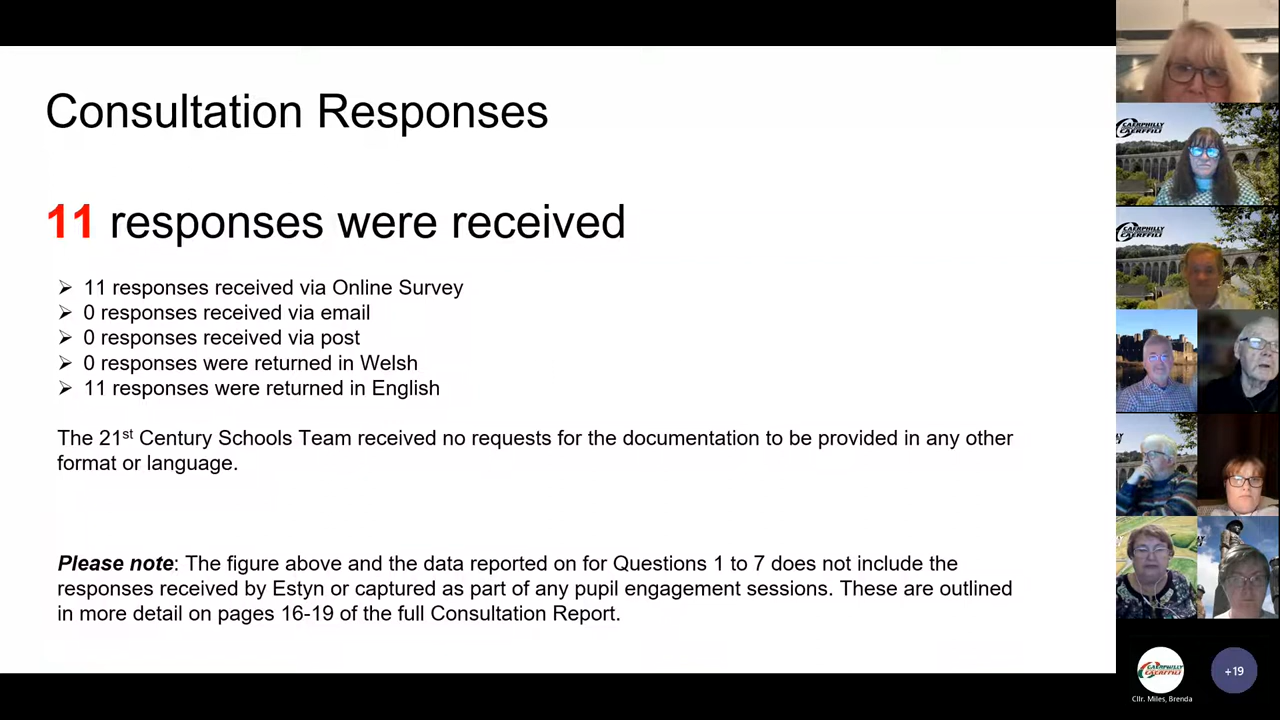 Consultation Responses
11 responses were received
➢ 11 responses received via Online Survey
➢ 0 responses received via email
➢ 0 responses received via post
➢ 0 responses were returned in Welsh
➢ 11 responses were returned in English
The 21st Century Schools Team received no requests for the documentation to be provided in any other
format or language.
Please note: The figure above and the data reported on for Questions 1 to 7 does not include the
responses received by Estyn or captured as part of any pupil engagement sessions. These are outlined
in more detail on pages 16-19 of the full Consultation Report.
CAERPHILLY
CAERFFILI
CAERPHILLY
CAERFFILI
CAERPHILLY
CAERFFILI
+19
Cllr. Miles, Brenda